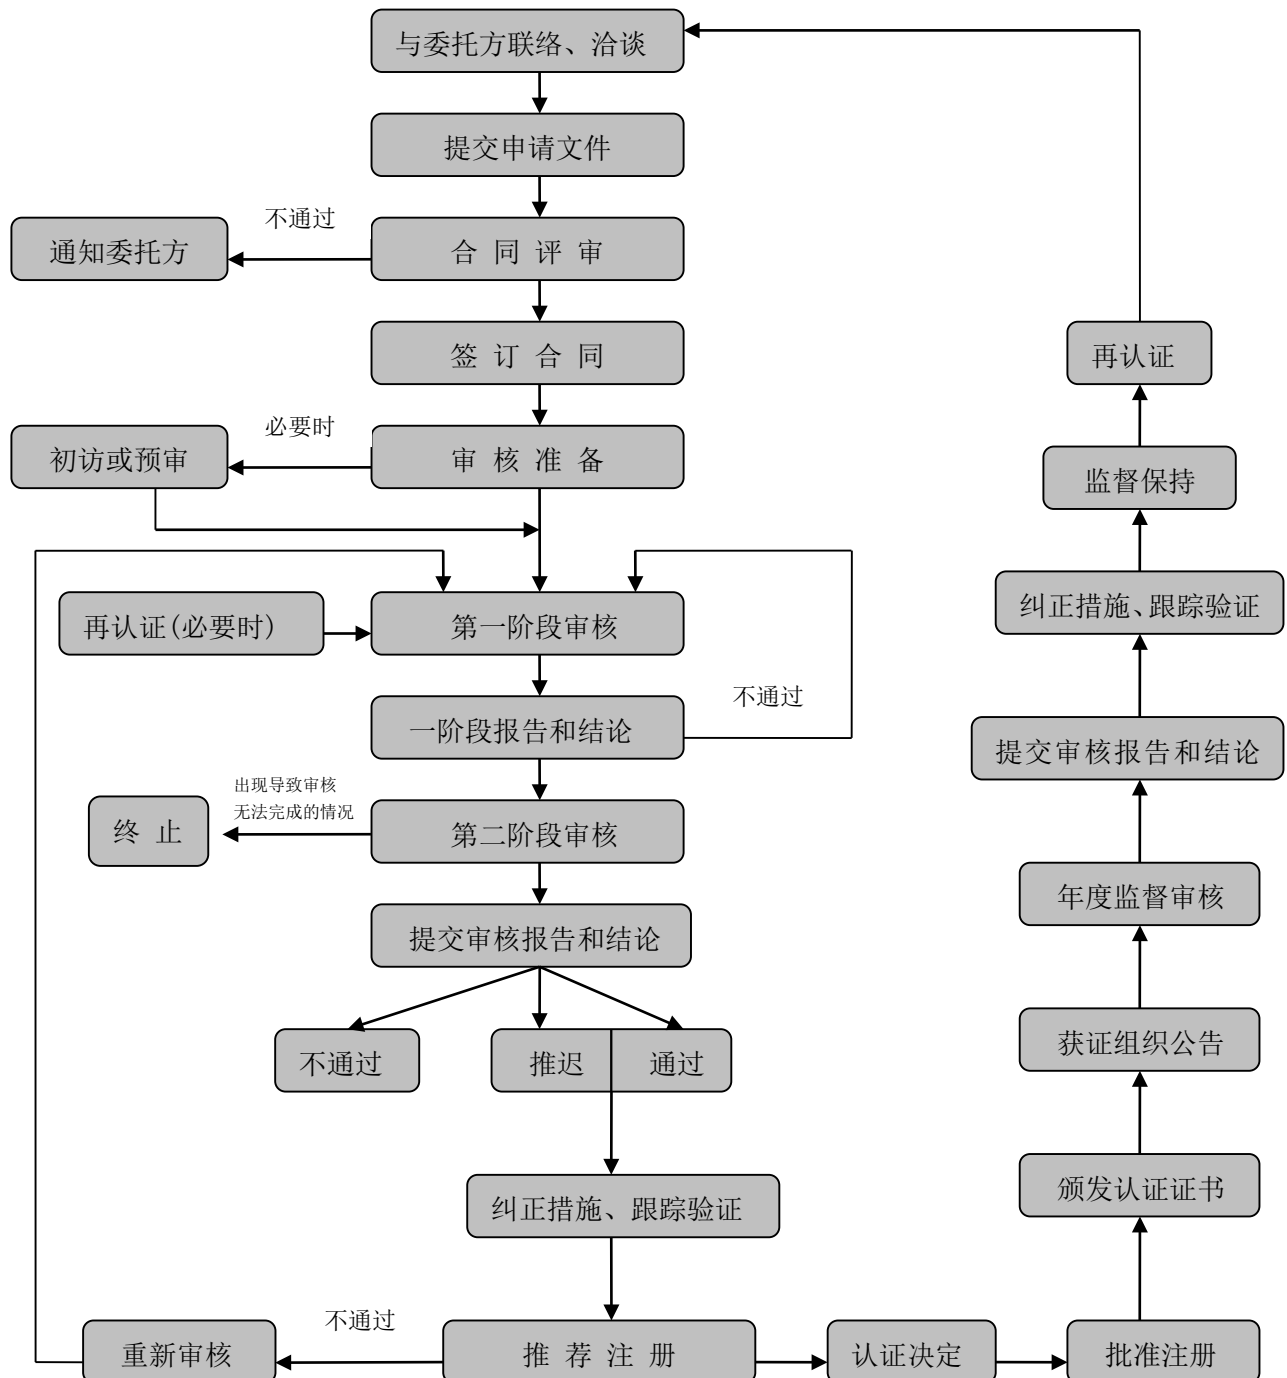 与委托方联络、洽谈
提交申请文件
不通过
通知委托方
合同评审
签订合同
必要时
初访或预审
审核准备
再认证(必要时)
第一阶段审核
不通过
一阶段报告和结论
出现导致审核
无法完成的情况
终止
第二阶段审核
提交审核报告和结论
不通过
推迟
通过
纠正措施、跟踪验证
不通过
重新审核
推荐注册
认证决定
批准注册
颁发认证证书
获证组织公告
年度监督审核
提交审核报告和结论
纠正措施、跟踪验证
监督保持
再认证